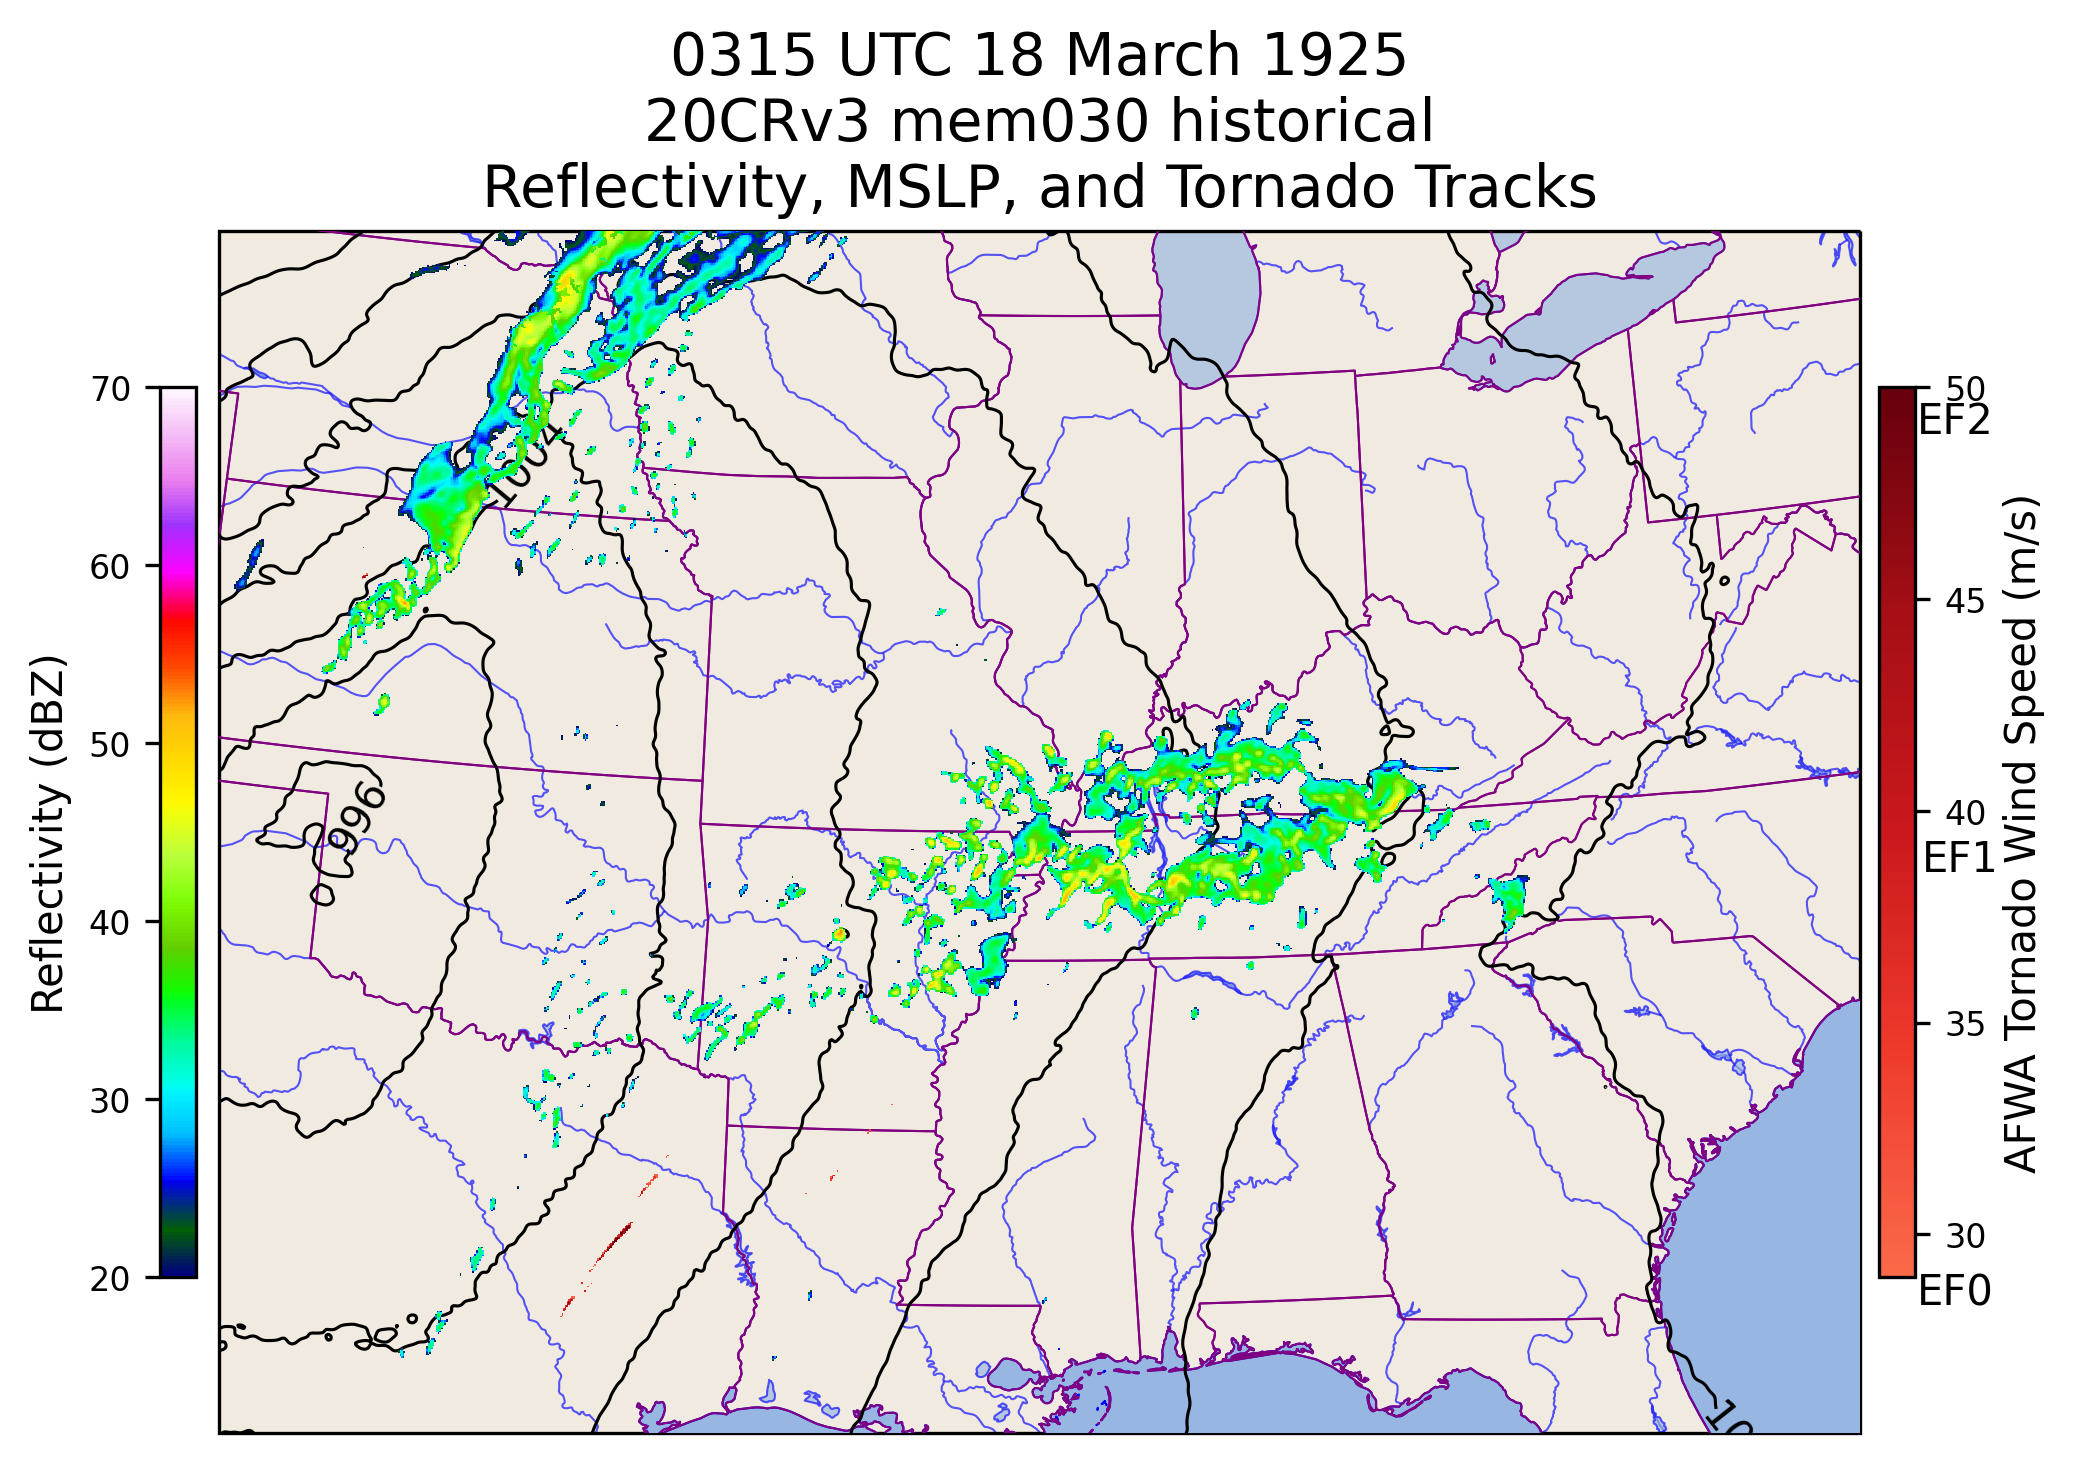 0315 UTC 18 March 1925
20CRv3 mem030 historical
Reflectivity, MSLP, and Tornado Tracks
70
60
50
40
30
20
Reflectivity (dBZ)
1004
996
50
EF2
45
40
EF1
35
30
EF0
AFWA Tornado Wind Speed (m/s)